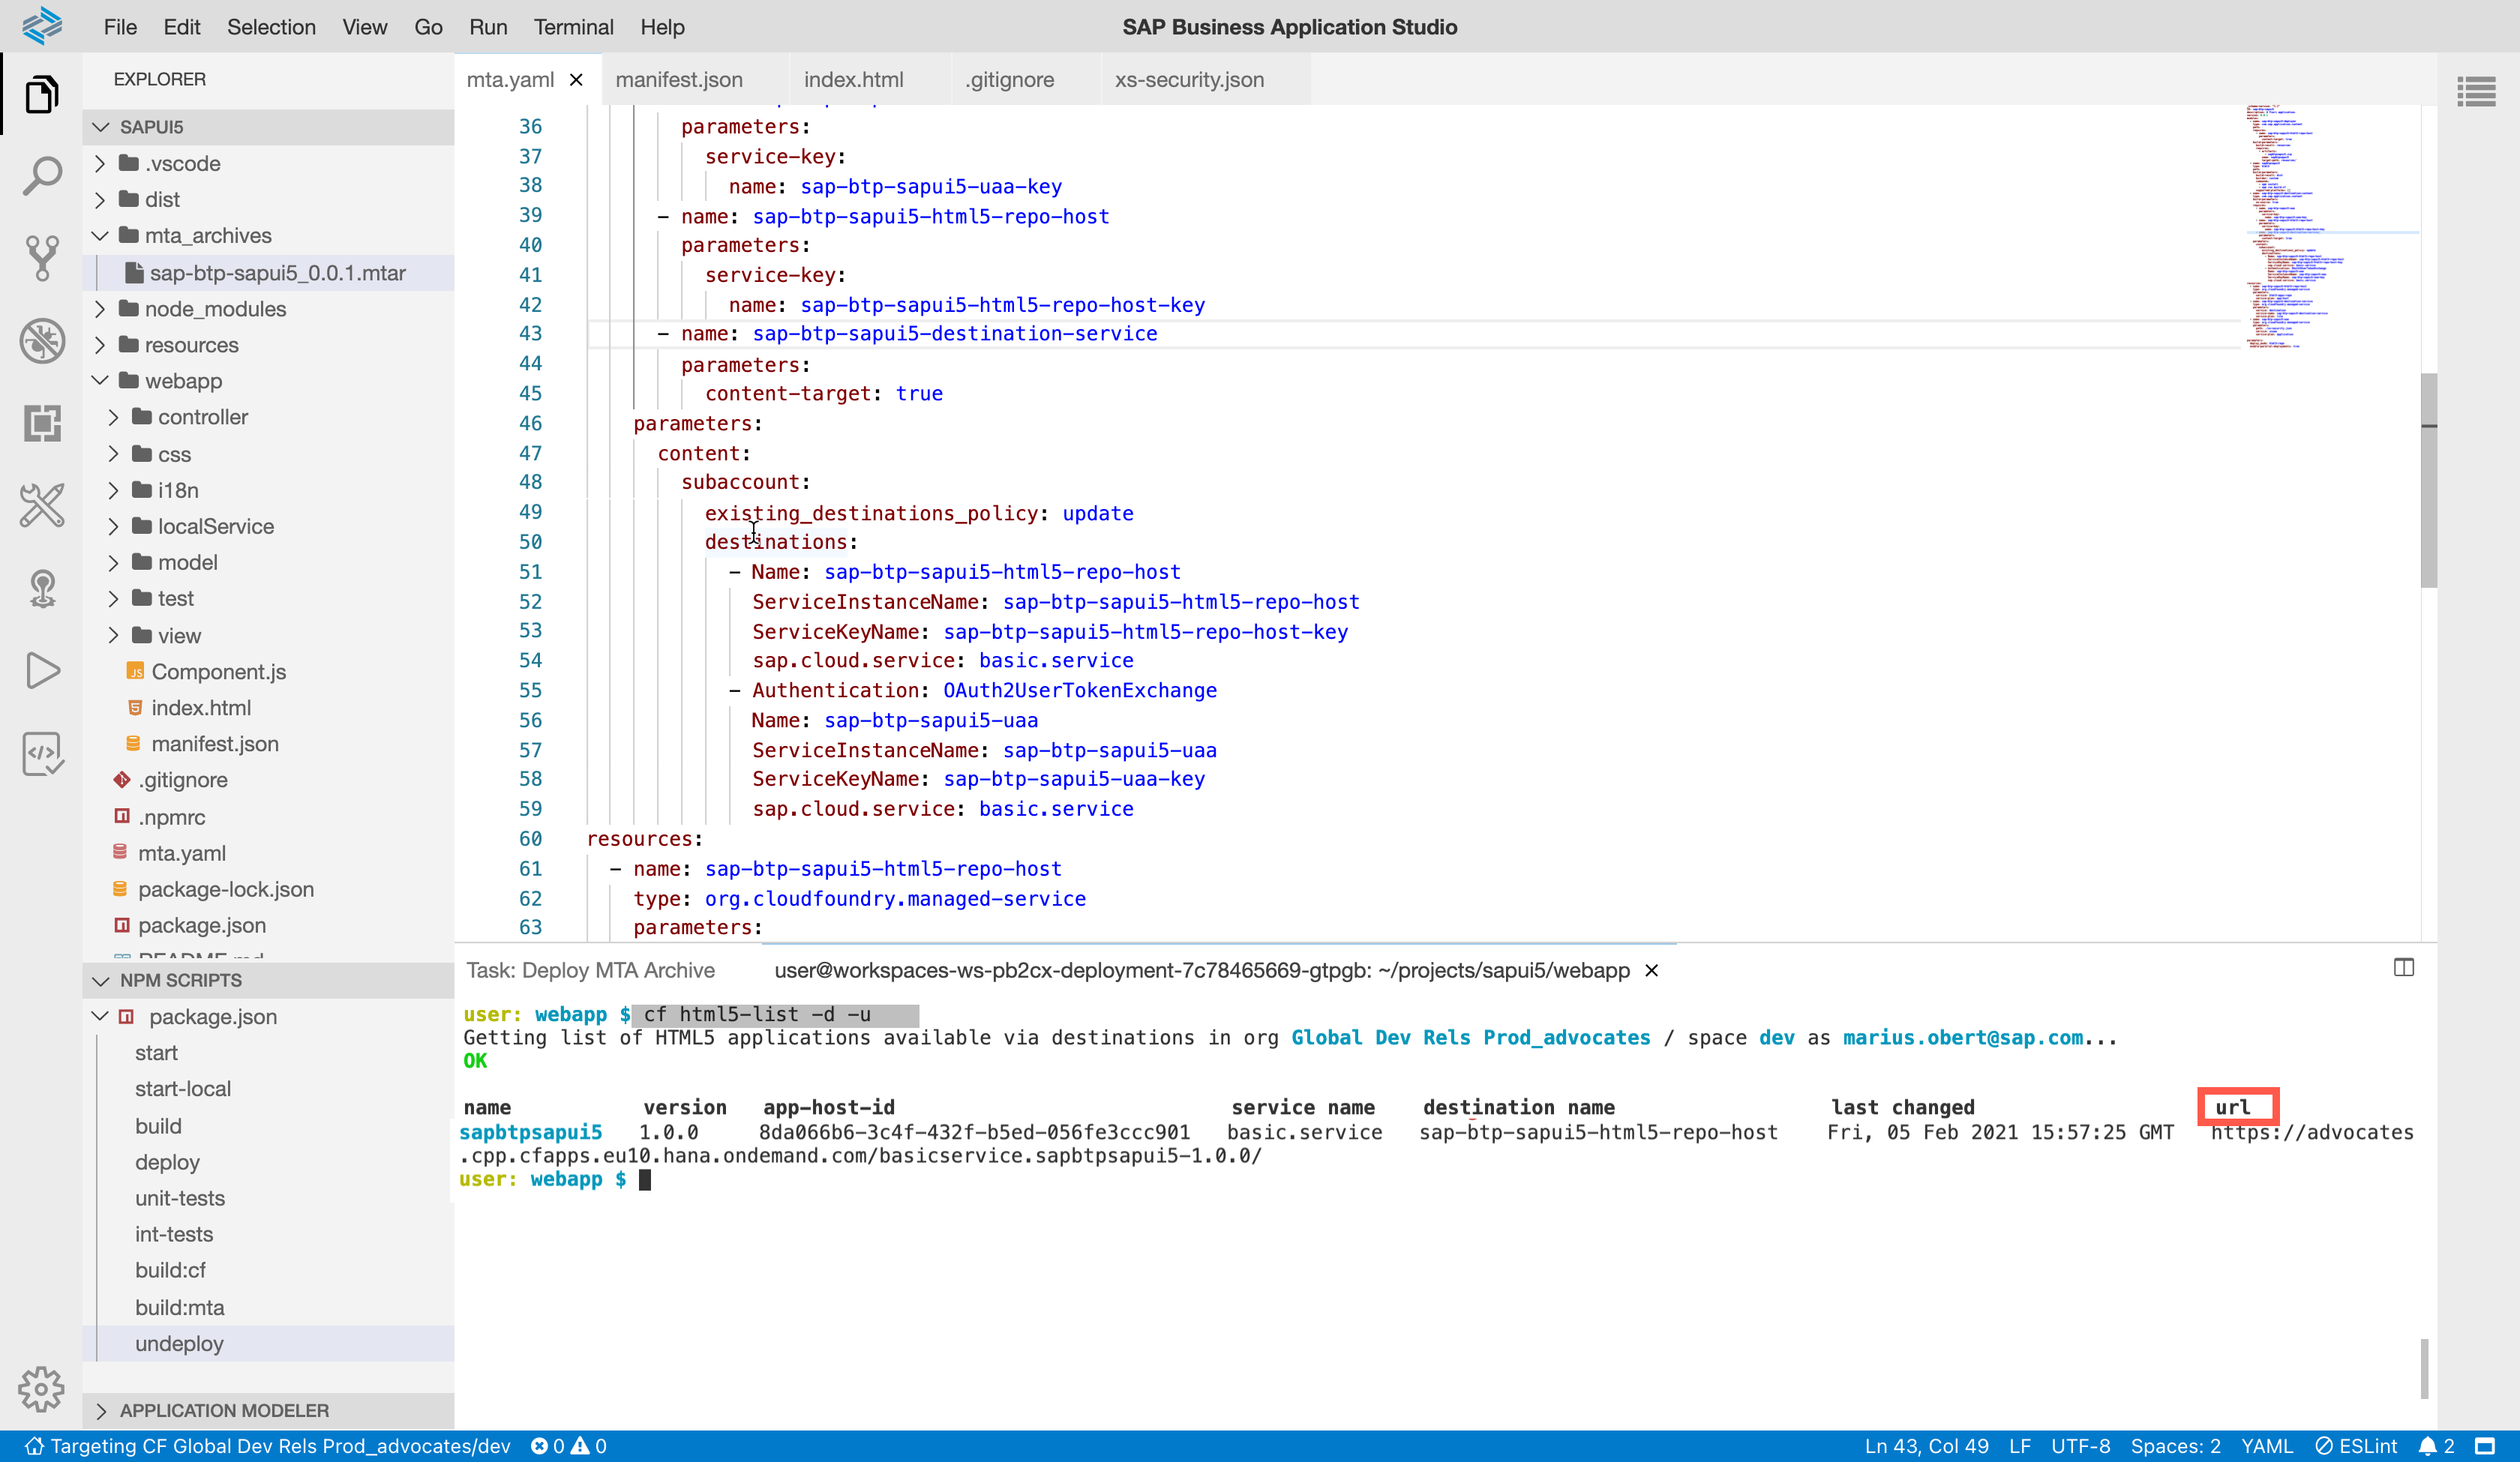 File Edit Selection View Go Run Terminal Help SAP Business Application Studio
EXPLORER
SAPUI5
.vscode
dist
mta_archives
sap-btp-sapui5_0.0.1.mtar
node_modules
resources
webapp
controller
css
i18n
localService
model
test
view
Component.js
index.html
manifest.json
.gitignore
.npmrc
mta.yaml
package-lock.json
package.json
README.md
NPM SCRIPTS
package.json
start
start-local
build
deploy
unit-tests
int-tests
build:cf
build:mta
undeploy
APPLICATION MODELER
mta.yaml manifest.json index.html .gitignore xs-security.json
36 parameters:
37 service-key:
38 name: sap-btp-sapui5-uaa-key
39 - name: sap-btp-sapui5-html5-repo-host
40 parameters:
41 service-key:
42 name: sap-btp-sapui5-html5-repo-host-key
43 - name: sap-btp-sapui5-destination-service
44 parameters:
45 content-target: true
46 parameters:
47 content:
48 subaccount:
49 existing_destinations_policy: update
50 destinations:
51 - Name: sap-btp-sapui5-html5-repo-host
52 ServiceInstanceName: sap-btp-sapui5-html5-repo-host
53 ServiceKeyName: sap-btp-sapui5-html5-repo-host-key
54 sap.cloud.service: basic.service
55 - Authentication: OAuth2UserTokenExchange
56 Name: sap-btp-sapui5-uaa
57 ServiceInstanceName: sap-btp-sapui5-uaa
58 ServiceKeyName: sap-btp-sapui5-uaa-key
59 sap.cloud.service: basic.service
60 resources:
61 - name: sap-btp-sapui5-html5-repo-host
62 type: org.cloudfoundry.managed-service
63 parameters:
Task: Deploy MTA Archive user@workspaces-ws-pb2cx-deployment-7c78465669-gtpgb: ~/projects/sapui5/webapp
user: webapp $ cf html5-list -d -u
Getting list of HTML5 applications available via destinations in org Global Dev Rels Prod_advocates / space dev as marius.obert@sap.com...
OK
name version app-host-id service name destination name last changed url
sapbtpsapui5 1.0.0 8da066b6-3c4f-432f-b5ed-056fe3ccc901 basic.service sap-btp-sapui5-html5-repo-host Fri, 05 Feb 2021 15:57:25 GMT https://advocates
.cpp.cfapps.eu10.hana.ondemand.com/basicservice.sapbtpsapui5-1.0.0/
user: webapp $
Targeting CF Global Dev Rels Prod_advocates/dev 0 0 Ln 43, Col 49 LF UTF-8 Spaces: 2 YAML ESLint 2